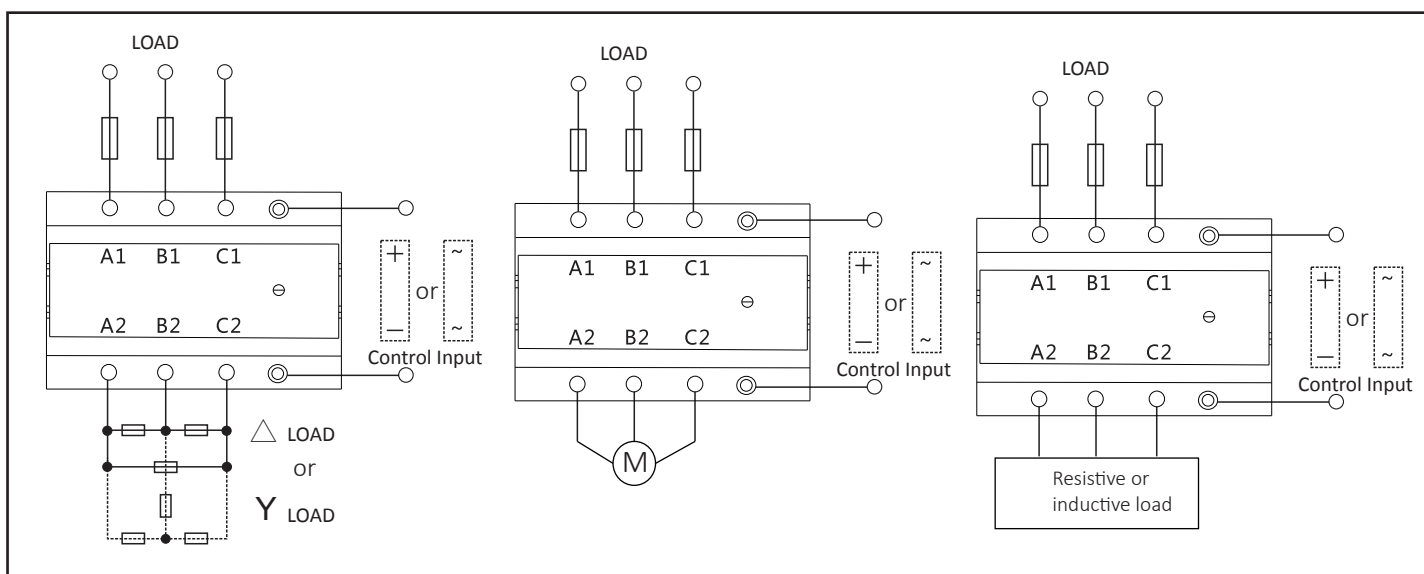 LOAD
A1 B1 C1
A2 B2 C2
+ or ~
– ~
Control Input
△ LOAD
or
Y LOAD
LOAD
A1 B1 C1
A2 B2 C2
M
+ or ~
– ~
Control Input
LOAD
A1 B1 C1
A2 B2 C2
+ or ~
– ~
Control Input
Resistive or
inductive load